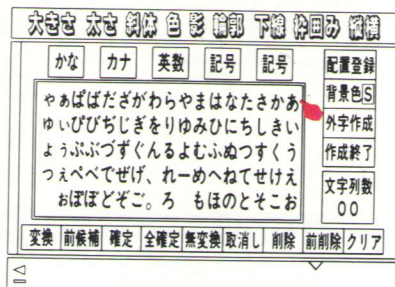 大きさ 太さ 斜体 色 影 輪郭 下線 枠囲み 縦横
かな カナ 英数 記号 記号 配置登録
背景色S
外字作成
作成終了
文字列数
00
ゃぁぱばだざがわらやまはなたさかあ
ゅぃぴびぢじぎをりゆみひにちしきい
ょぅぷぶづずぐんるよむふぬつすくう
っぇぺべでぜげ、れーめへねてせけえ
ぉぽぼどぞご。ろ もほのとそこお
変換 前候補 確定 全確定 無変換 取消し 削除 前削除 クリア